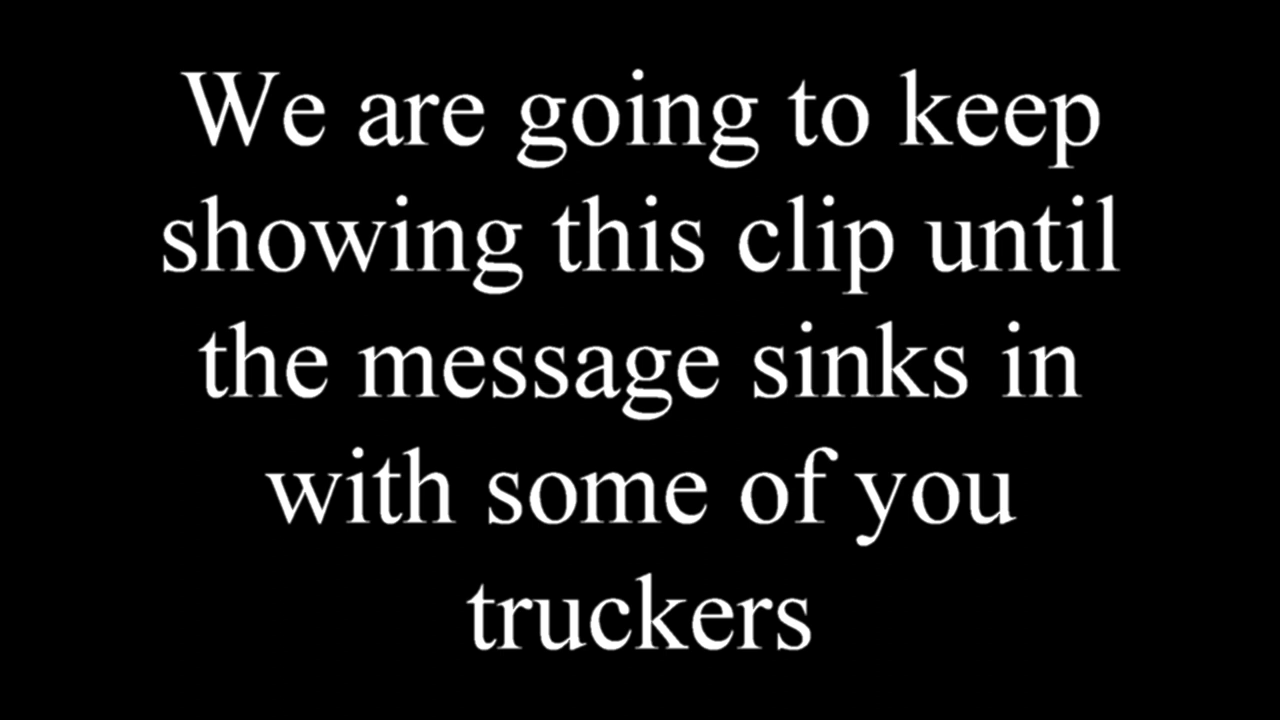 We are going to keep
showing this clip until
the message sinks in
with some of you
truckers